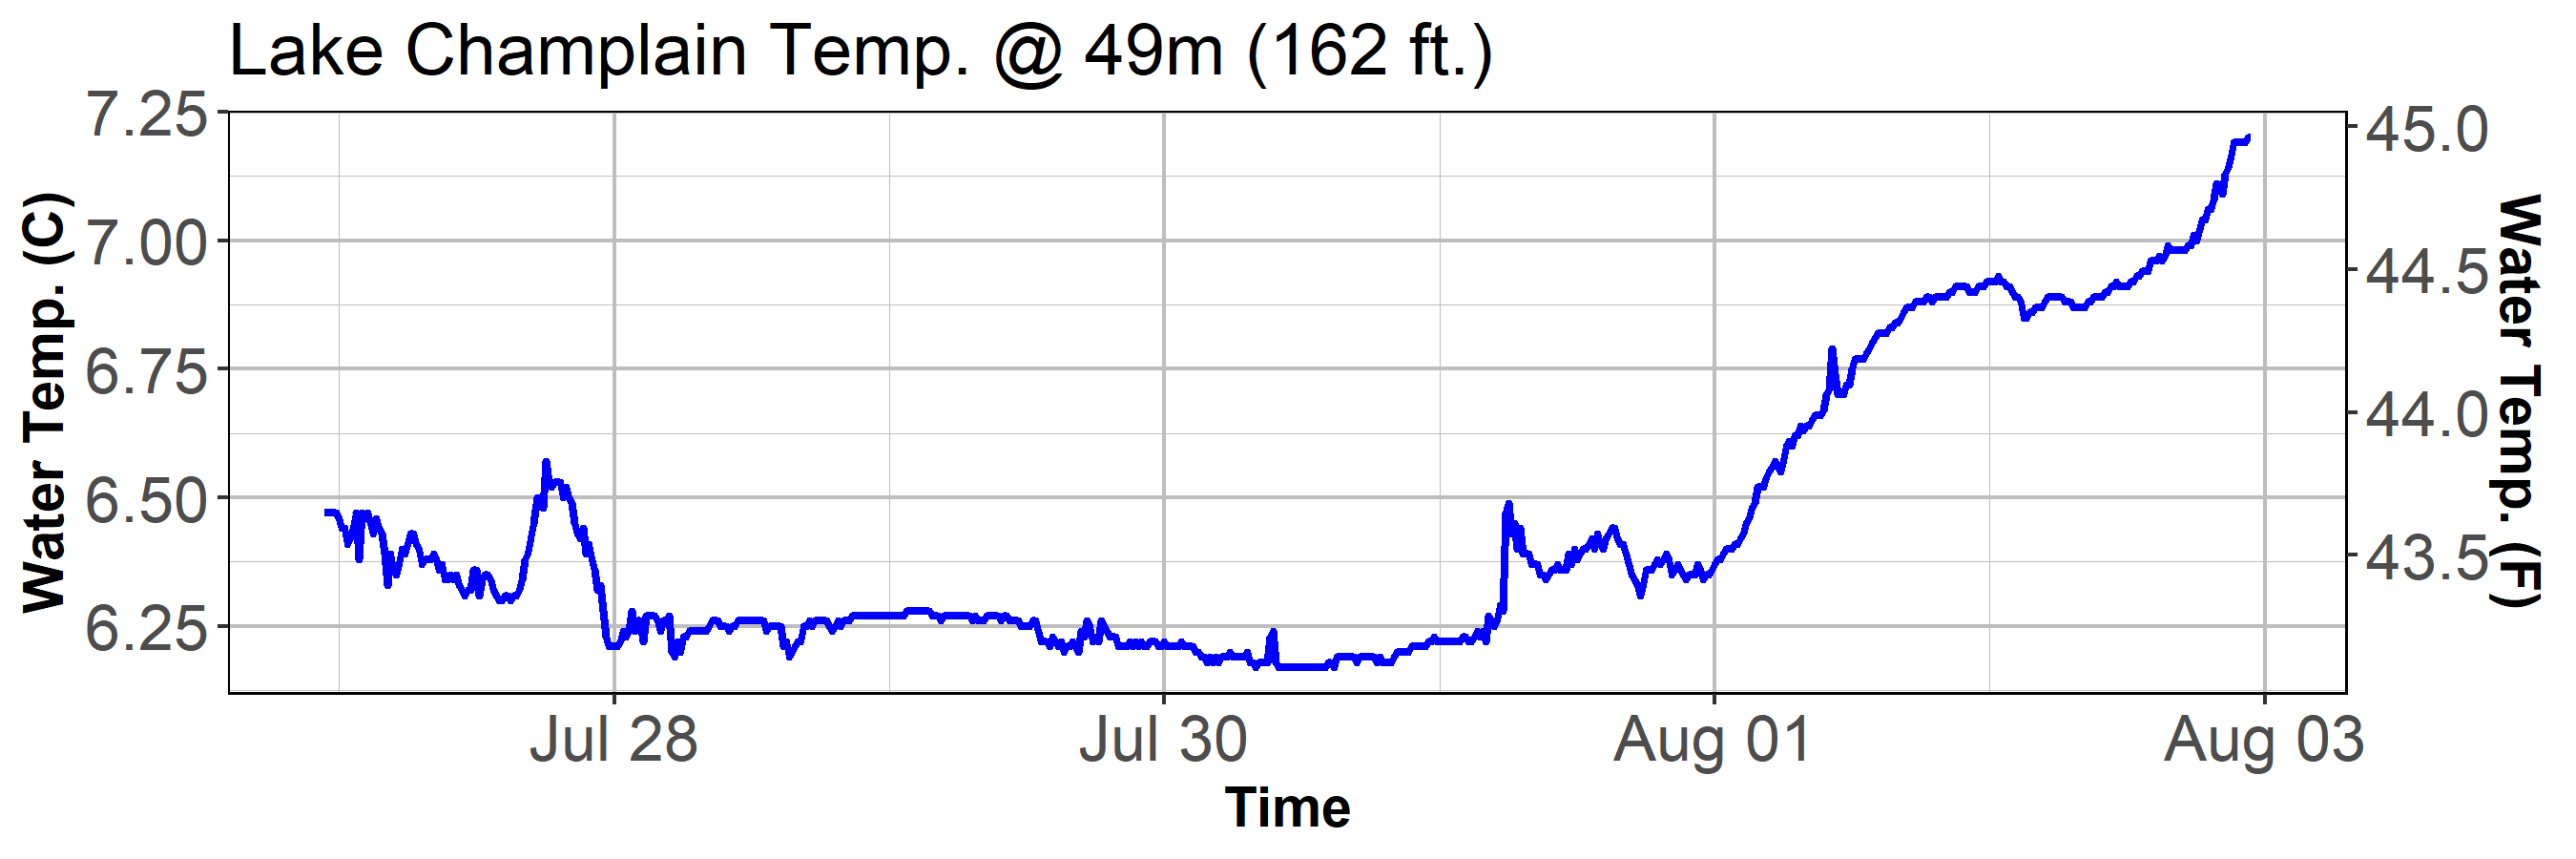 Lake Champlain Temp. @ 49m (162 ft.)
7.25
7.00
6.75
6.50
6.25
Water Temp. (C)
45.0
44.5
44.0
43.5
Water Temp. (F)
Jul 28
Jul 30
Aug 01
Aug 03
Time